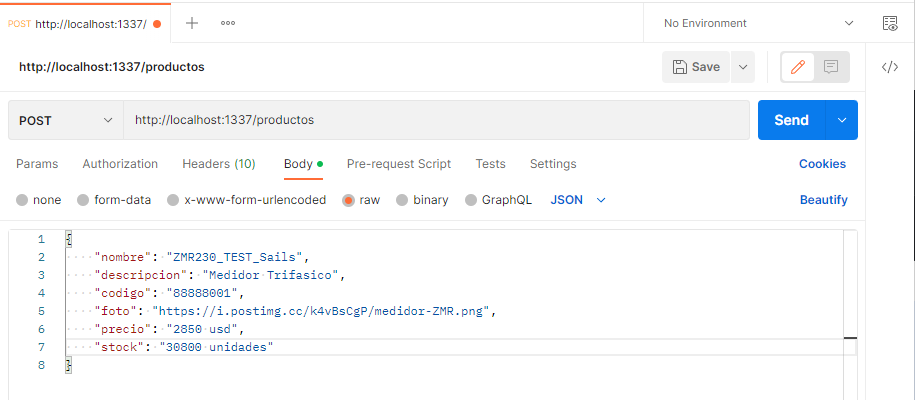 POST http://localhost:1337/
No Environment
http://localhost:1337/productos
Save
</>
POST http://localhost:1337/productos
Send
Params Authorization Headers (10) Body Pre-request Script Tests Settings Cookies
none form-data x-www-form-urlencoded raw binary GraphQL JSON Beautify
1 {
2 "nombre": "ZMR230_TEST_Sails",
3 "descripcion": "Medidor Trifasico",
4 "codigo": "88888001",
5 "foto": "https://i.postimg.cc/k4vBsCgP/medidor-ZMR.png",
6 "precio": "2850 usd",
7 "stock": "30800 unidades"
8 }